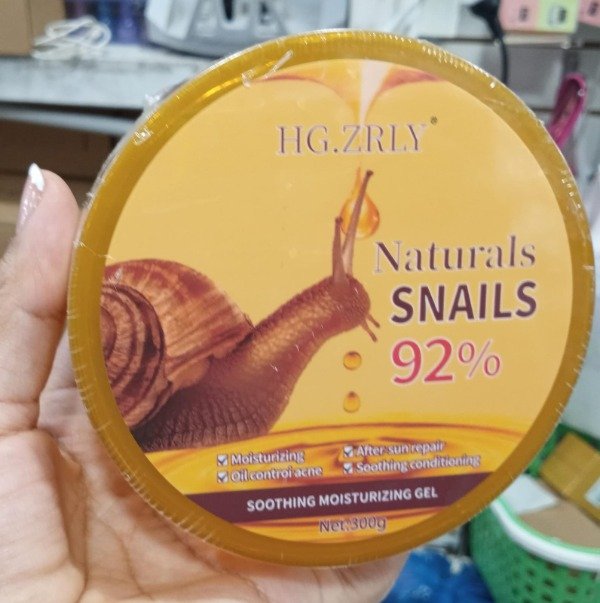 HG.ZRLY®
Naturals
SNAILS
92%
Moisturizing
After-sun repair
Oil control acne
Soothing conditioning
SOOTHING MOISTURIZING GEL
Net:300g